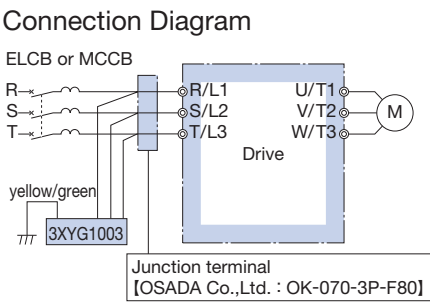 Connection Diagram
ELCB or MCCB
R
S
T
R/L1
S/L2
T/L3
U/T1
V/T2
W/T3
M
Drive
yellow/green
3XYG1003
Junction terminal
【OSADA Co.,Ltd. : OK-070-3P-F80】